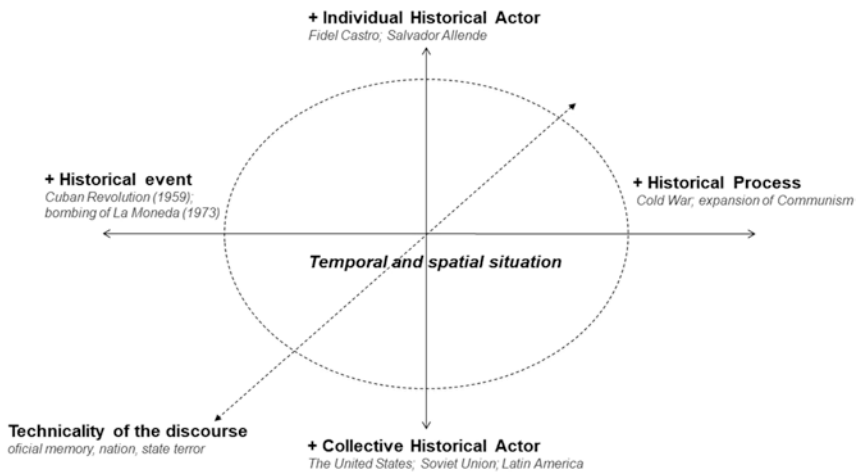 + Individual Historical Actor
Fidel Castro; Salvador Allende
+ Historical event
Cuban Revolution (1959);
bombing of La Moneda (1973)
+ Historical Process
Cold War; expansion of Communism
Temporal and spatial situation
Technicality of the discourse
oficial memory, nation, state terror
+ Collective Historical Actor
The United States; Soviet Union; Latin America